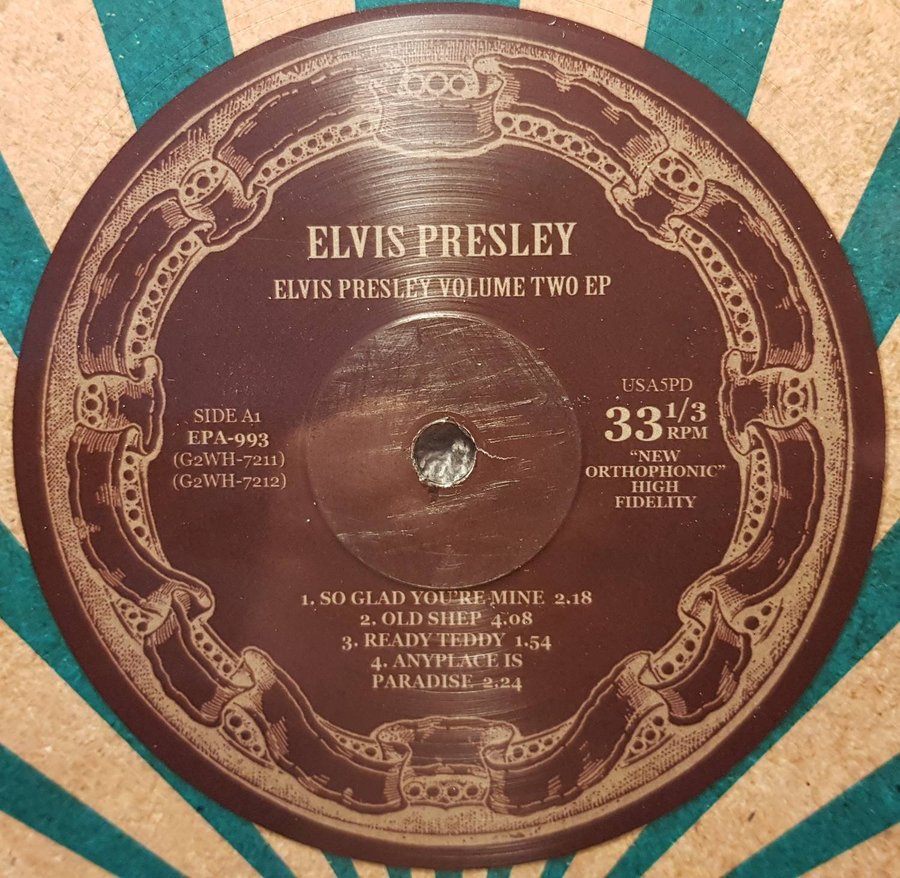 ELVIS PRESLEY
ELVIS PRESLEY VOLUME TWO EP
SIDE A1
EPA-993
(G2WH-7211)
(G2WH-7212)
USA5PD
33 1/3
RPM
"NEW
ORTHOPHONIC"
HIGH
FIDELITY
1. SO GLAD YOU'RE MINE 2.18
2. OLD SHEP 4.08
3. READY TEDDY 1.54
4. ANYPLACE IS
PARADISE 2.24